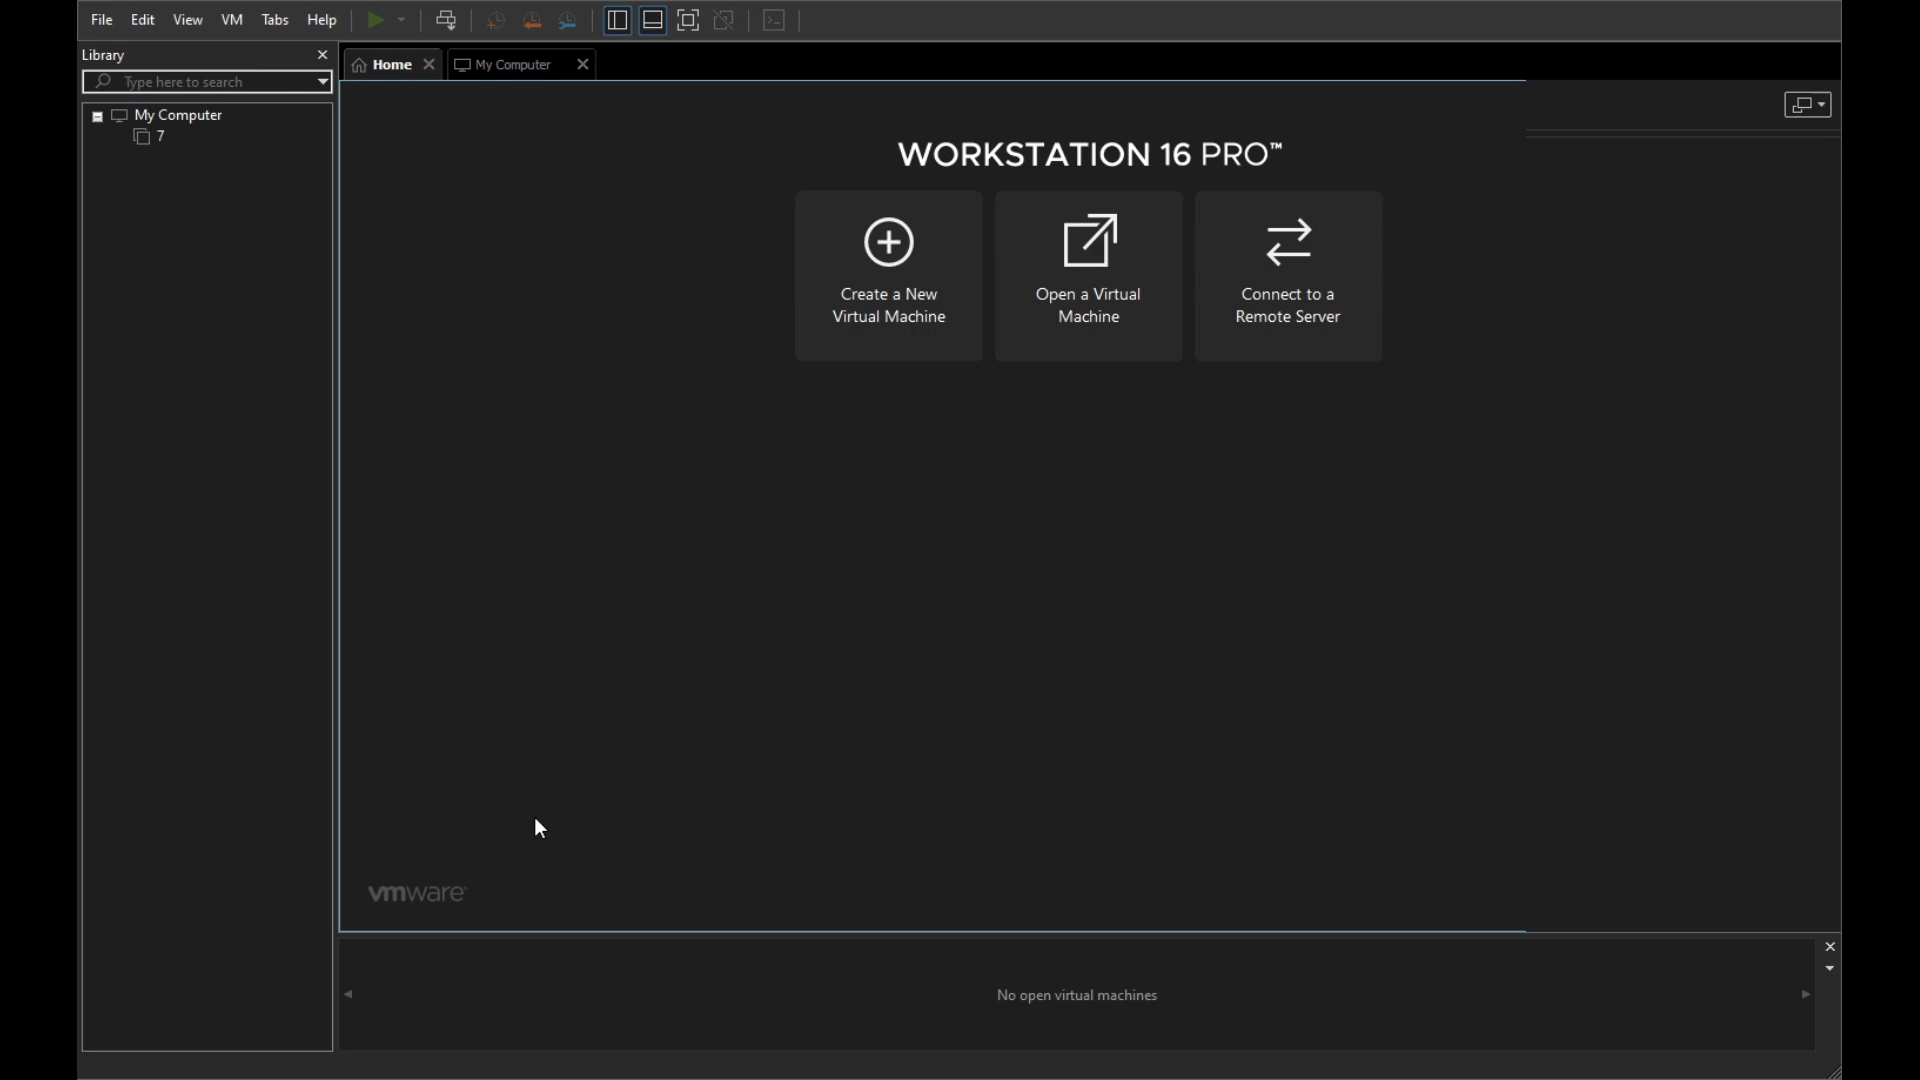 File Edit View VM Tabs Help
Library
Type here to search
Home
My Computer
My Computer
7
WORKSTATION 16 PRO™
Create a New
Virtual Machine
Open a Virtual
Machine
Connect to a
Remote Server
vmware®
No open virtual machines